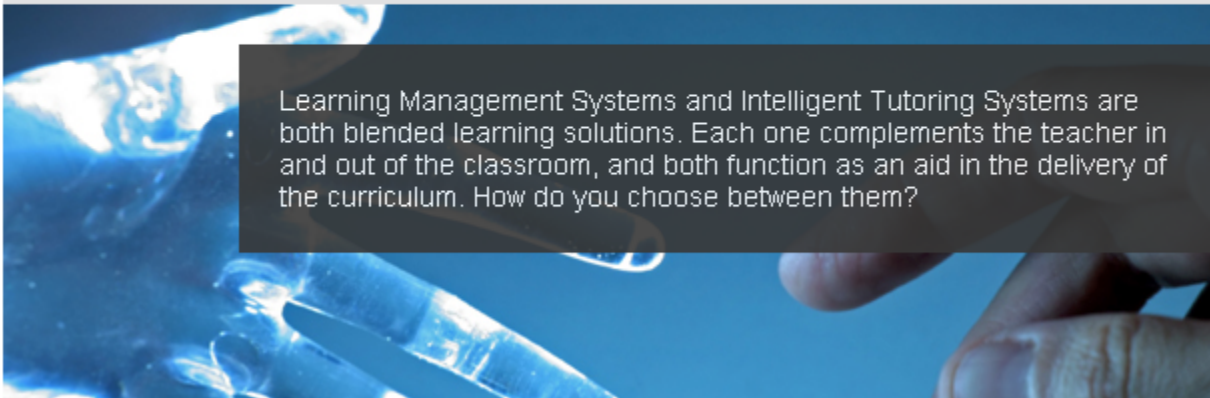 Learning Management Systems and Intelligent Tutoring Systems are
both blended learning solutions. Each one complements the teacher in
and out of the classroom, and both function as an aid in the delivery of
the curriculum. How do you choose between them?